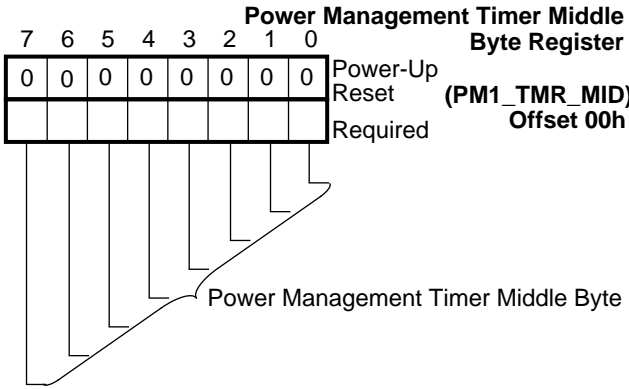 Power Management Timer Middle
Byte Register
7 6 5 4 3 2 1 0
0 0 0 0 0 0 0 0
Power-Up
Reset
(PM1_TMR_MID)
Required
Offset 00h
Power Management Timer Middle Byte